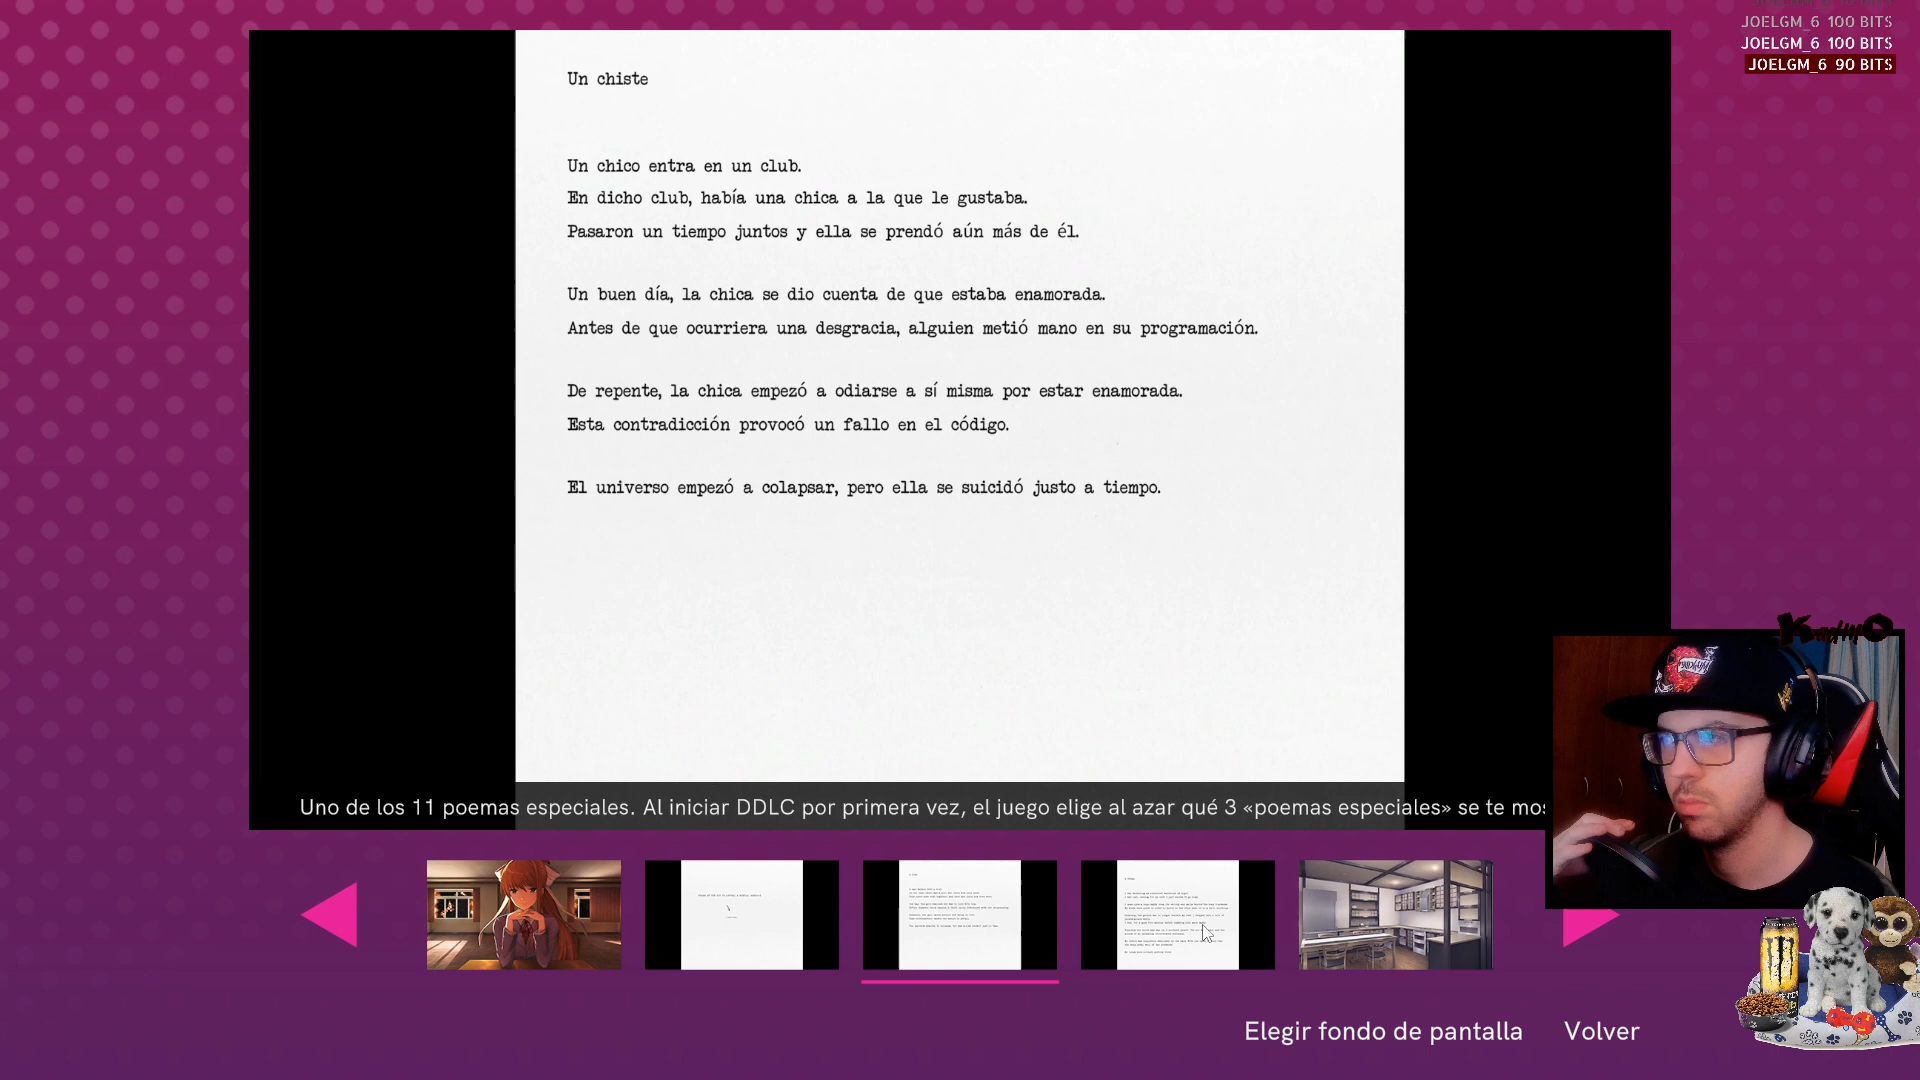 JOELGM_6 100 BITS
JOELGM_6 100 BITS
JOELGM_6 90 BITS
Un chiste
Un chico entra en un club.
En dicho club, había una chica a la que le gustaba.
Pasaron un tiempo juntos y ella se prendó aún más de él.
Un buen día, la chica se dio cuenta de que estaba enamorada.
Antes de que ocurriera una desgracia, alguien metió mano en su programación.
De repente, la chica empezó a odiarse a sí misma por estar enamorada.
Esta contradicción provocó un fallo en el código.
El universo empezó a colapsar, pero ella se suicidó justo a tiempo.
Uno de los 11 poemas especiales. Al iniciar DDLC por primera vez, el juego elige al azar qué 3 «poemas especiales» se te mos
Elegir fondo de pantalla
Volver